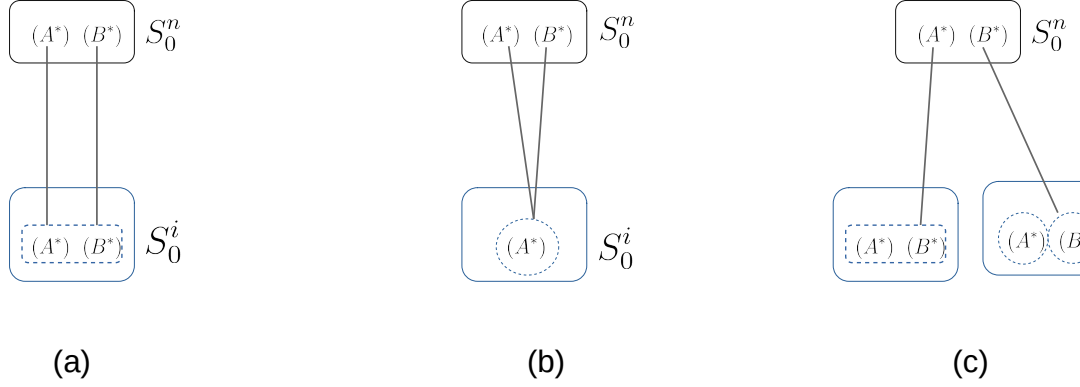 (A*) (B*) S_0^n
(A*) (B*) S_0^n
(A*) (B*) S_0^n
(A*) (B*) S_0^i
(A*) S_0^i
(A*) (B*)
(A*) (B
(a)
(b)
(c)